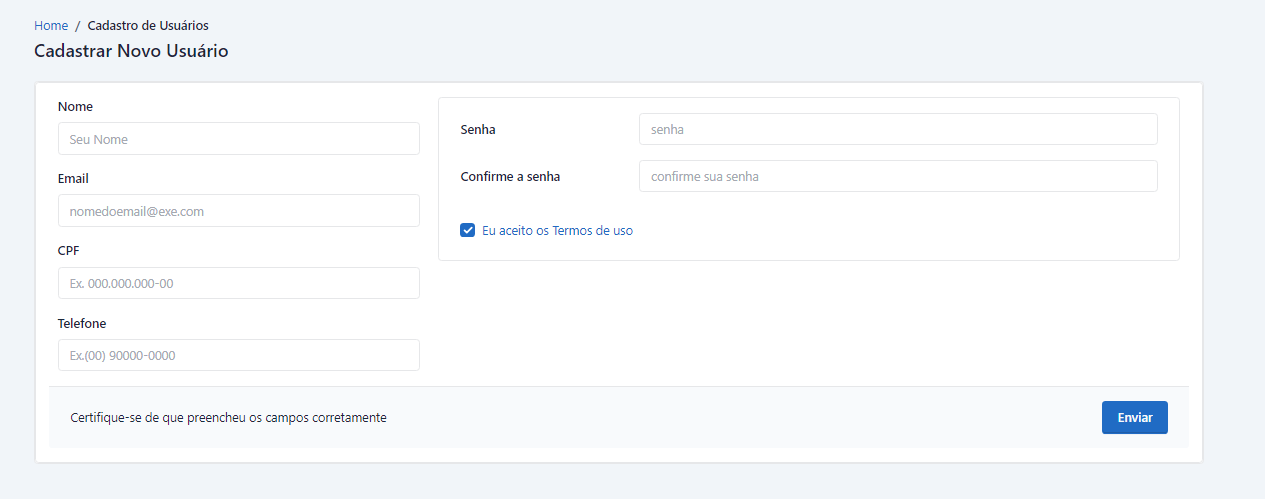 Home / Cadastro de Usuários
Cadastrar Novo Usuário
Nome
Seu Nome
Email
nomedoemail@exe.com
CPF
Ex. 000.000.000-00
Telefone
Ex.(00) 90000-0000
Senha
senha
Confirme a senha
confirme sua senha
Eu aceito os Termos de uso
Certifique-se de que preencheu os campos corretamente
Enviar